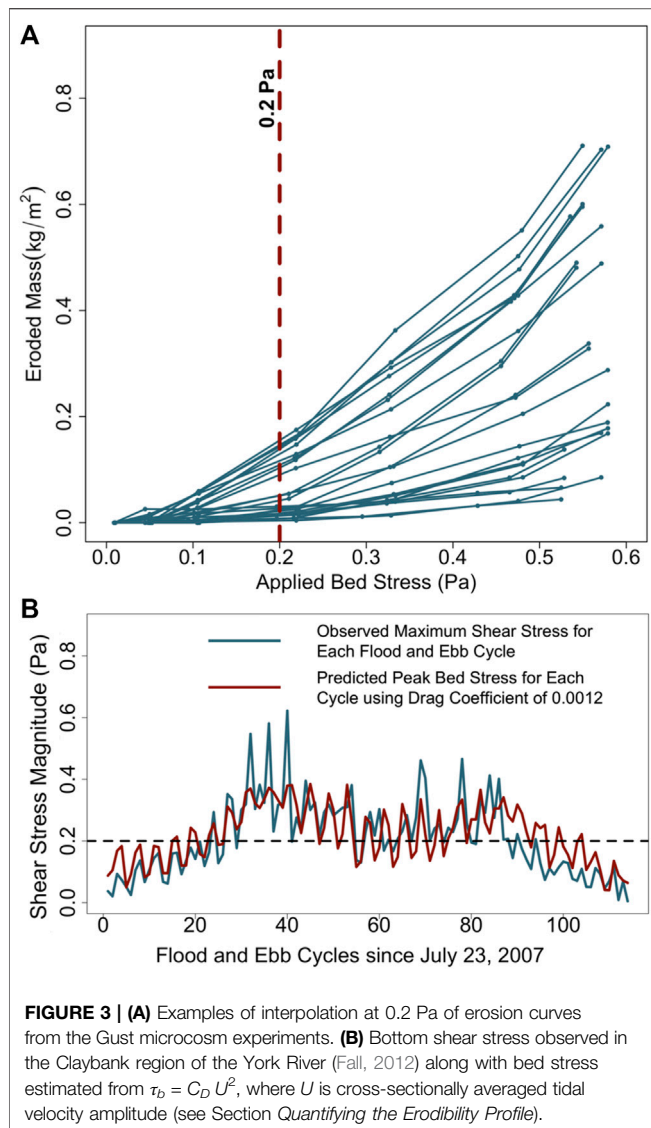 A
0.2 Pa
Eroded Mass(kg/m²)
0.8
0.6
0.4
0.2
0.0
0.0 0.1 0.2 0.3 0.4 0.5 0.6
Applied Bed Stress (Pa)
B
Shear Stress Magnitude (Pa)
0.8
0.6
0.4
0.2
0.0
Observed Maximum Shear Stress for
Each Flood and Ebb Cycle
Predicted Peak Bed Stress for Each
Cycle using Drag Coefficient of 0.0012
0 20 40 60 80 100
Flood and Ebb Cycles since July 23, 2007
FIGURE 3 | (A) Examples of interpolation at 0.2 Pa of erosion curves
from the Gust microcosm experiments. (B) Bottom shear stress observed in
the Claybank region of the York River (Fall, 2012) along with bed stress
estimated from τb = CD U², where U is cross-sectionally averaged tidal
velocity amplitude (see Section Quantifying the Erodibility Profile).